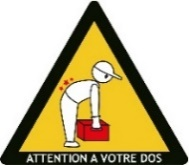 ATTENTION A VOTRE DOS